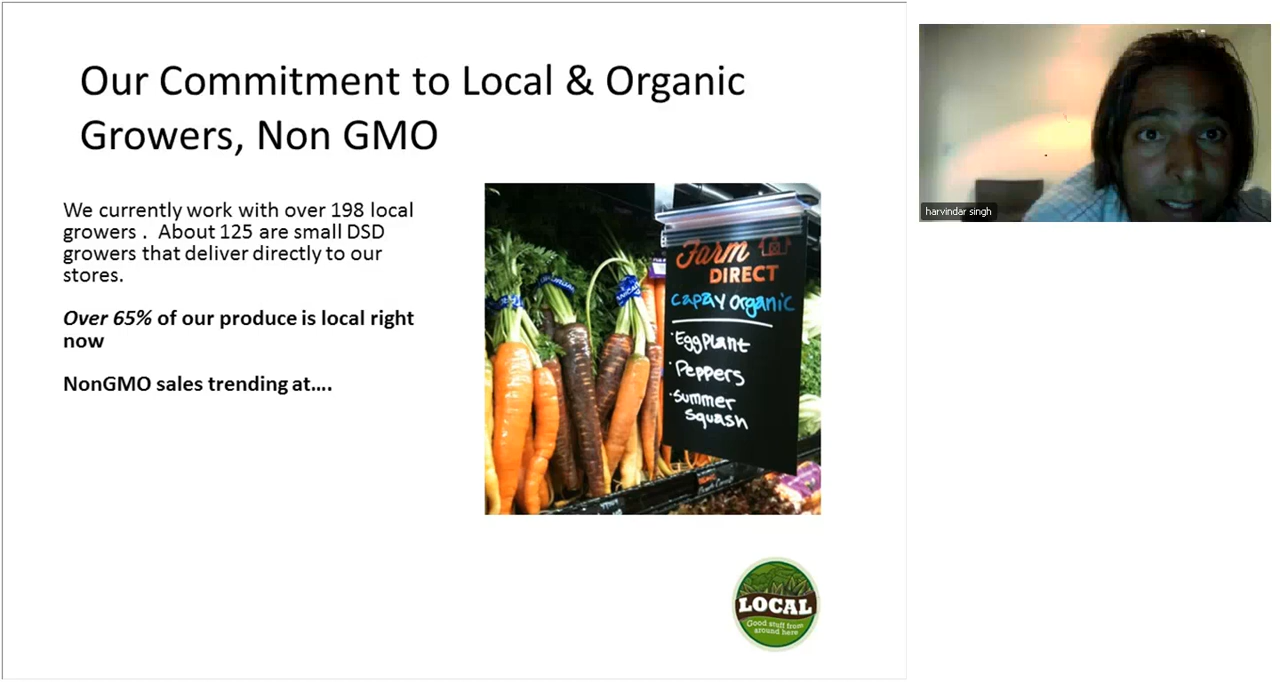 Our Commitment to Local & Organic
Growers, Non GMO
We currently work with over 198 local
growers . About 125 are small DSD
growers that deliver directly to our
stores.
Over 65% of our produce is local right
now
NonGMO sales trending at….
Farm
DIRECT
capay organic
·Eggplant
·Peppers
·Summer
Squash
LOCAL
Good stuff from
around here
harvindar singh